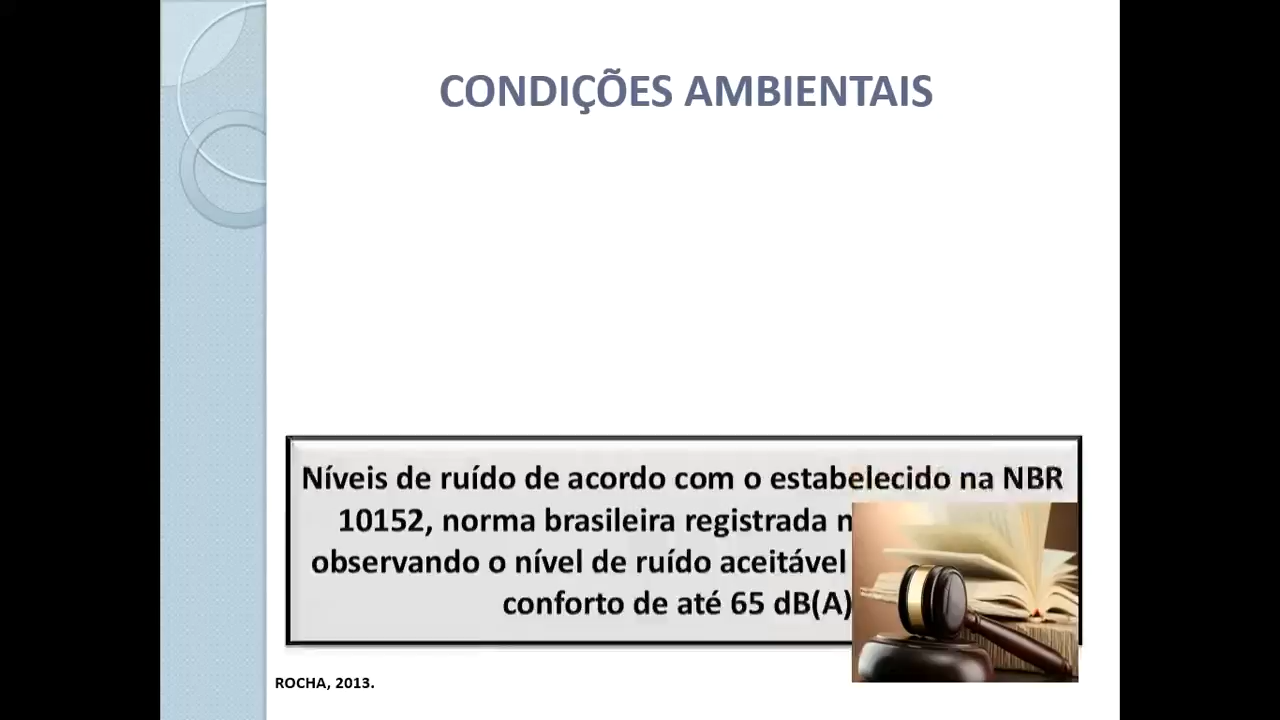 CONDIÇÕES AMBIENTAIS
Níveis de ruído de acordo com o estabelecido na NBR
10152, norma brasileira registrada
observando o nível de ruído aceitável
conforto de até 65 dB(A)
ROCHA, 2013.